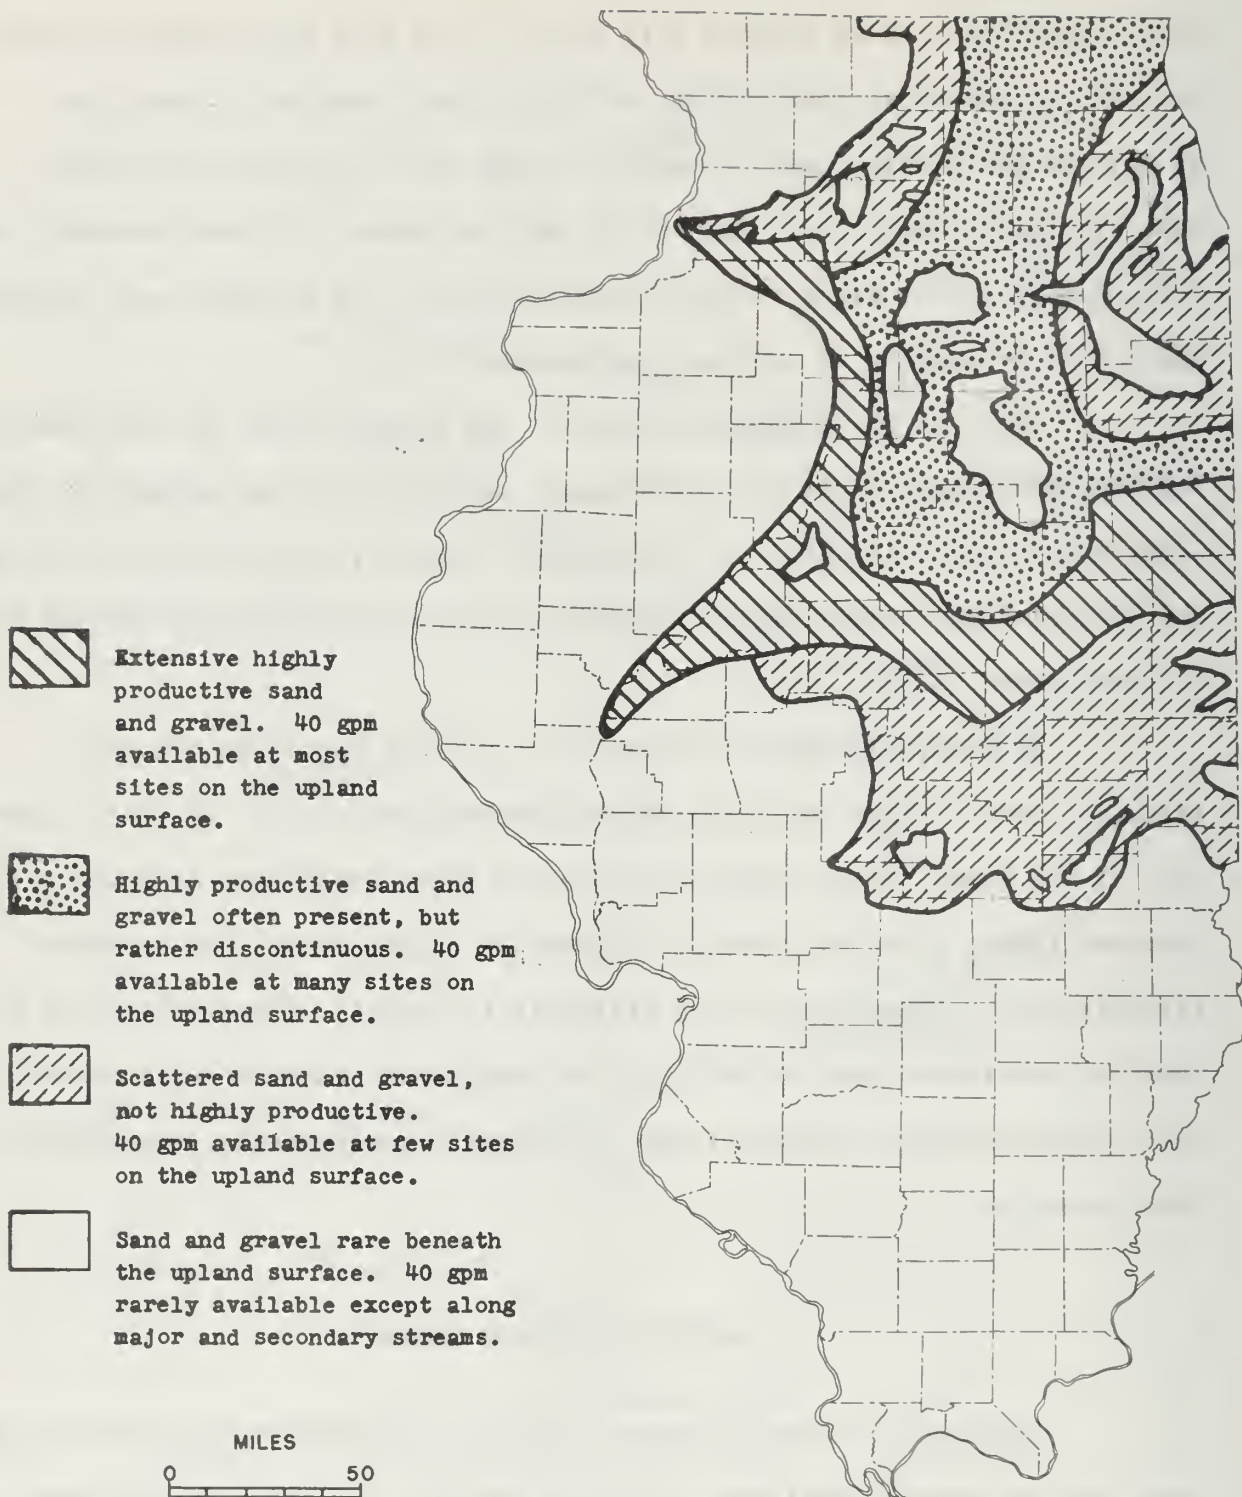 Extensive highly
productive sand
and gravel. 40 gpm
available at most
sites on the upland
surface.
Highly productive sand and
gravel often present, but
rather discontinuous. 40 gpm
available at many sites on
the upland surface.
Scattered sand and gravel,
not highly productive.
40 gpm available at few sites
on the upland surface.
Sand and gravel rare beneath
the upland surface. 40 gpm
rarely available except along
major and secondary streams.
MILES
0 50